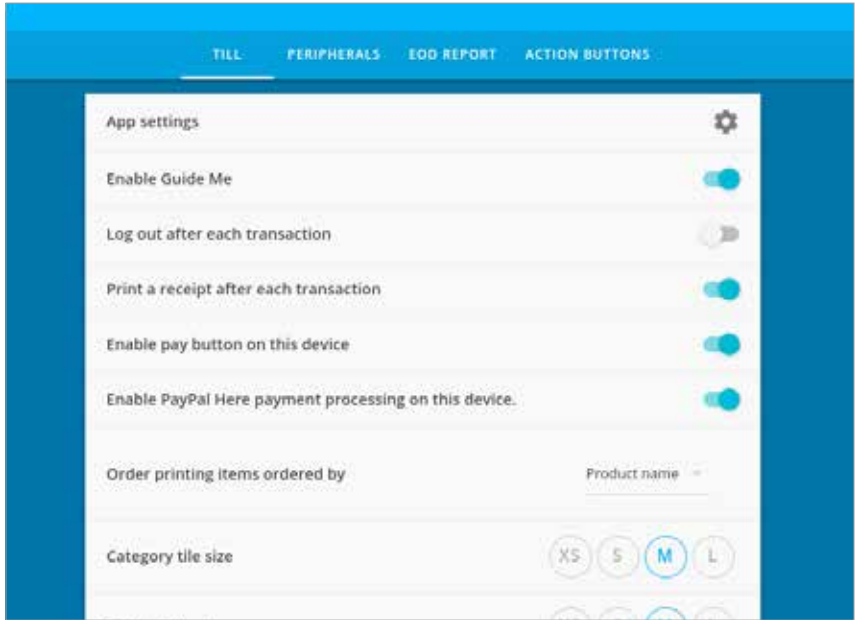 TILL PERIPHERALS EOD REPORT ACTION BUTTONS
App settings
Enable Guide Me
Log out after each transaction
Print a receipt after each transaction
Enable pay button on this device
Enable PayPal Here payment processing on this device.
Order printing items ordered by Product name
Category tile size XS S M L